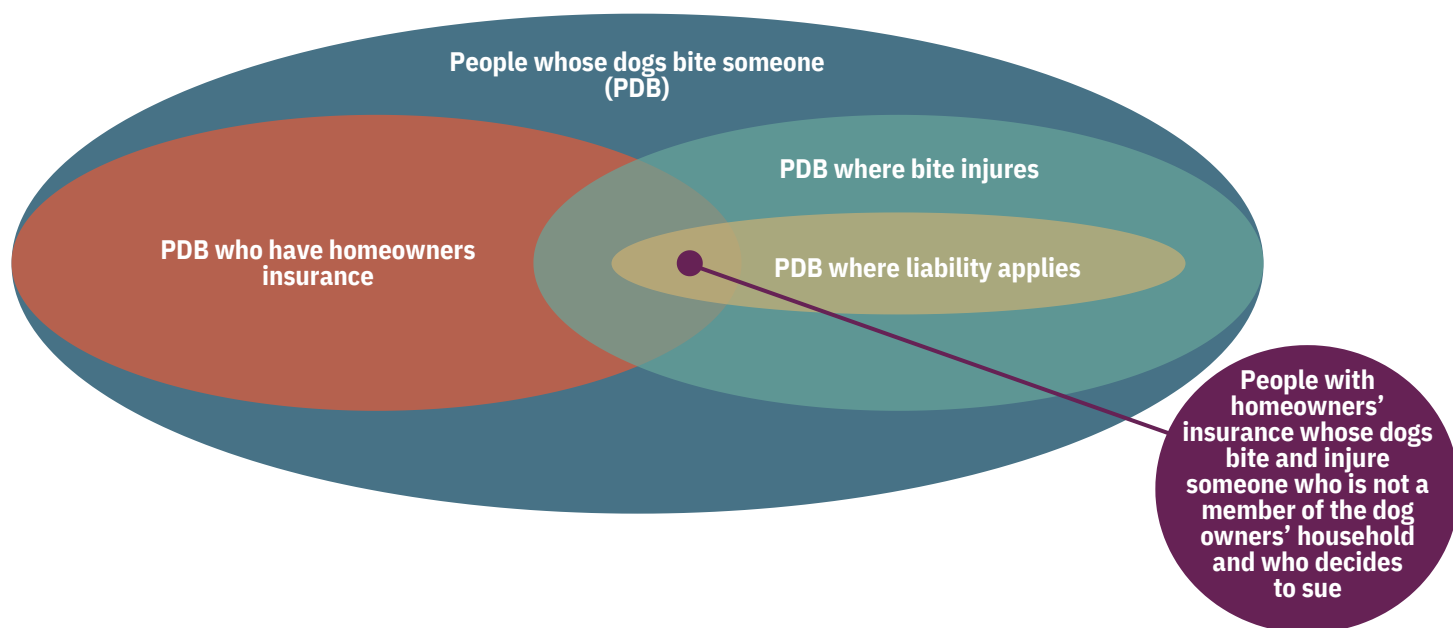 People whose dogs bite someone
(PDB)
PDB where bite injures
PDB who have homeowners
insurance
PDB where liability applies
People with
homeowners’
insurance whose dogs
bite and injure
someone who is not a
member of the dog
owners’ household
and who decides
to sue